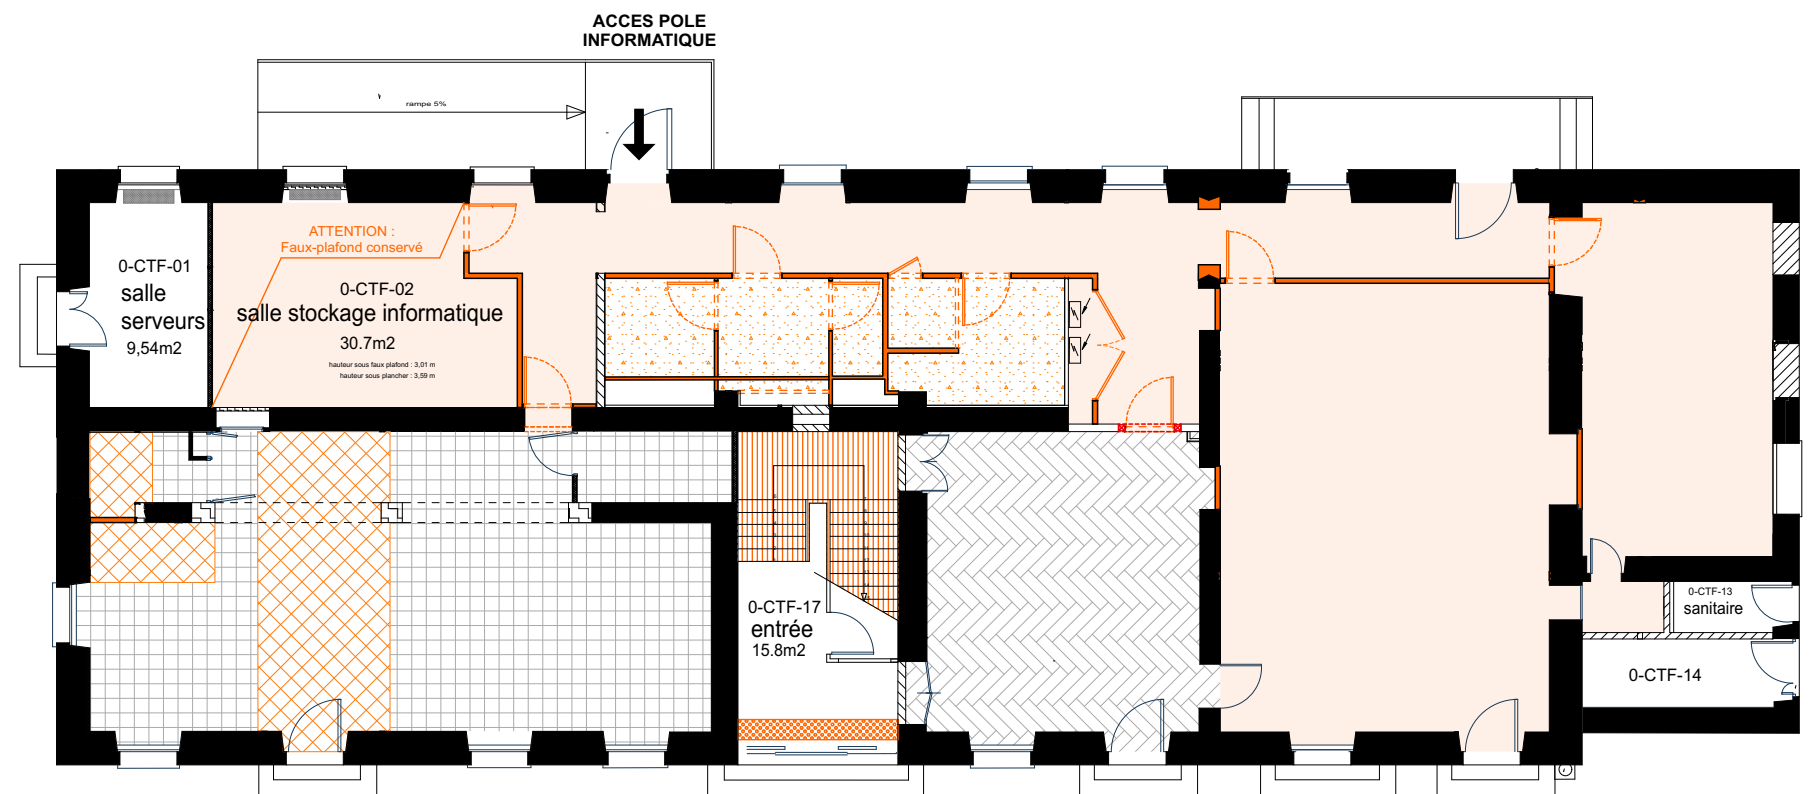 ACCES POLE
INFORMATIQUE
rampe 5%
ATTENTION :
Faux-plafond conservé
0-CTF-01
salle
serveurs
9,54m2
0-CTF-02
salle stockage informatique
30.7m2
hauteur sous faux plafond : 3,01 m
hauteur sous plancher : 3,59 m
0-CTF-17
entrée
15.8m2
0-CTF-13
sanitaire
0-CTF-14